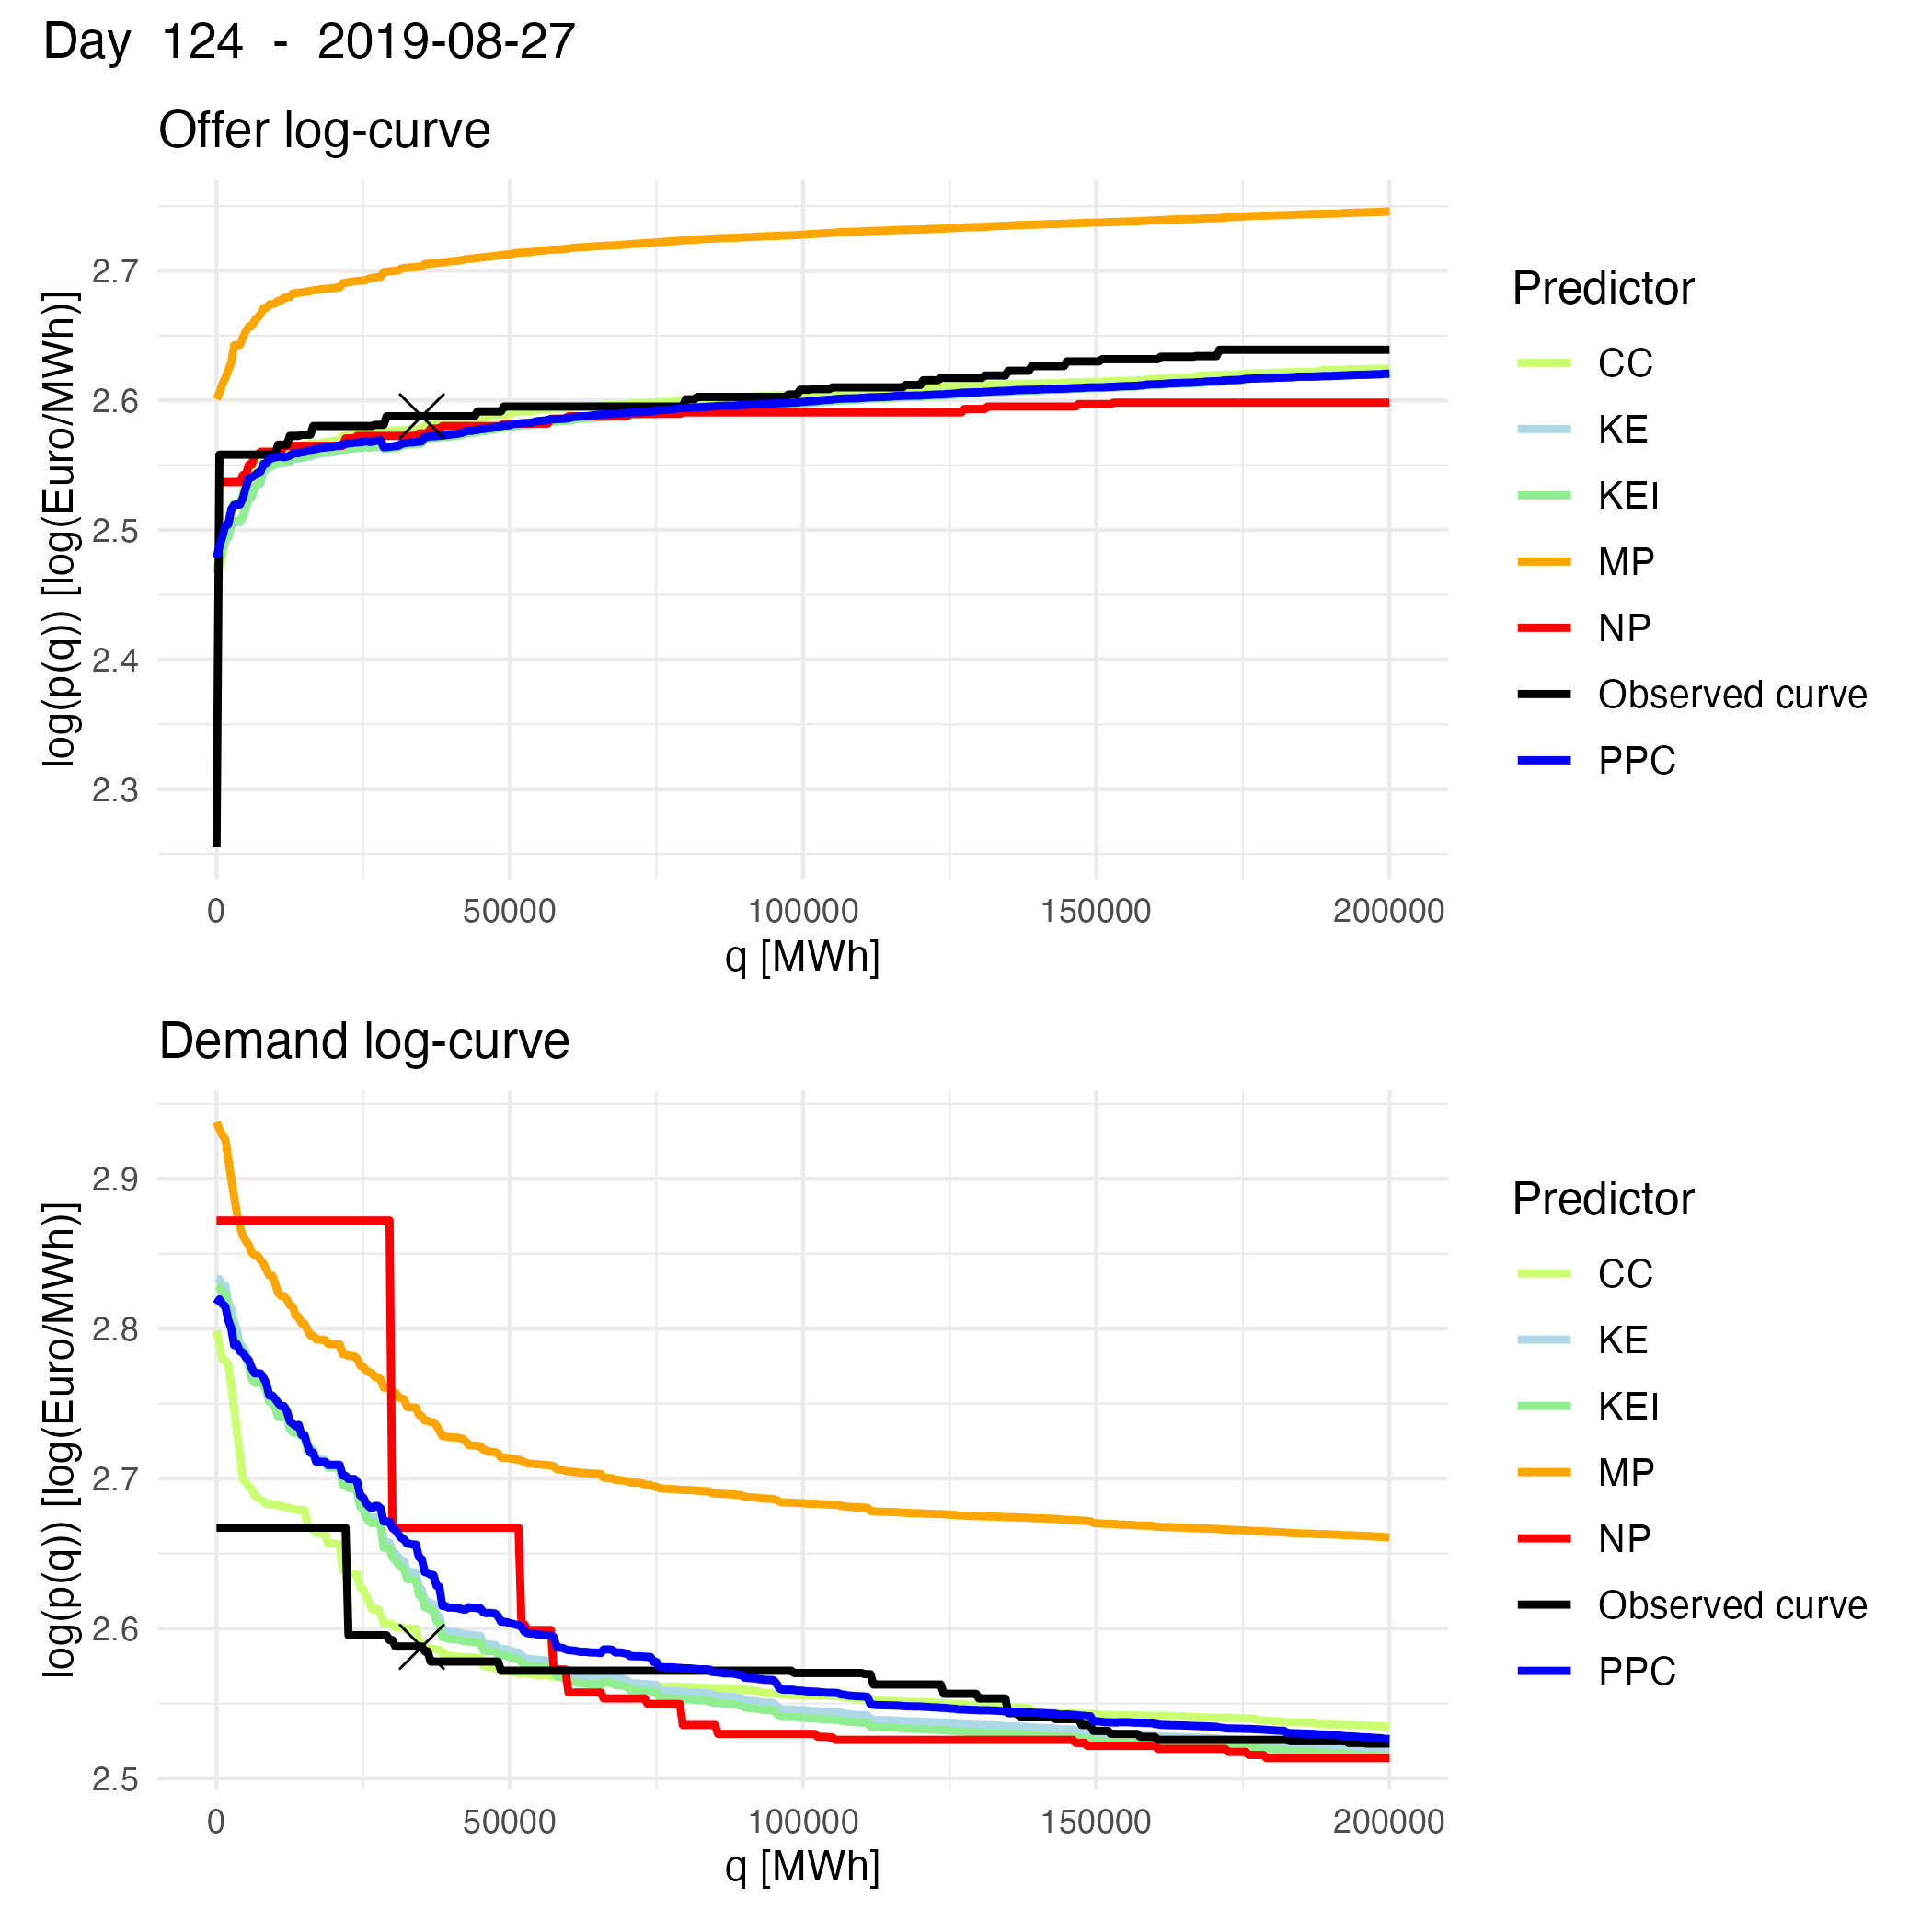 Day 124 - 2019-08-27
Offer log-curve
log(p(q)) [log(Euro/MWh)]
2.7
2.6
2.5
2.4
2.3
0 50000 100000 150000 200000
q [MWh]
Predictor
CC
KE
KEI
MP
NP
Observed curve
PPC
Demand log-curve
log(p(q)) [log(Euro/MWh)]
2.9
2.8
2.7
2.6
2.5
0 50000 100000 150000 200000
q [MWh]
Predictor
CC
KE
KEI
MP
NP
Observed curve
PPC